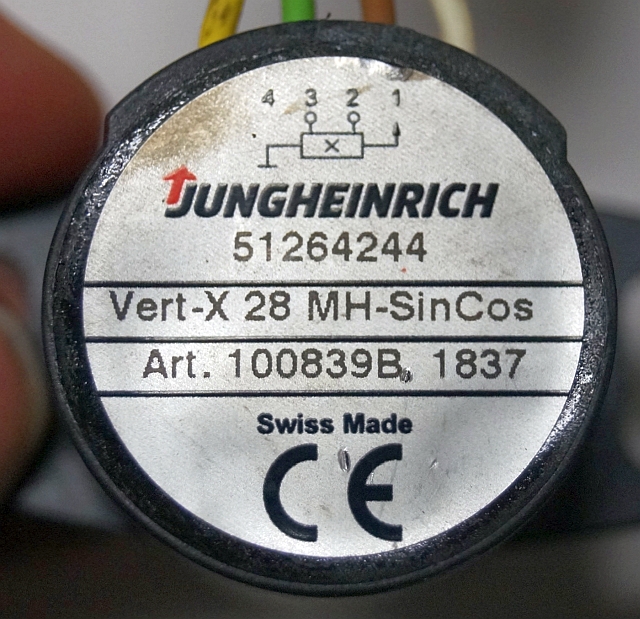 4 3 2 1
X
JUNGHEINRICH
51264244
Vert-X 28 MH-SinCos
Art. 100839B, 1837
Swiss Made
CE